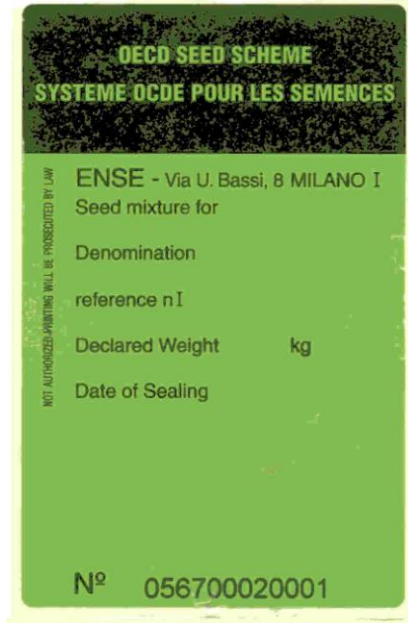 OECD SEED SCHEME
SYSTEME OCDE POUR LES SEMENCES
NOT AUTHORIZED PRINTING WILL BE PROSECUTED BY LAW
ENSE - Via U. Bassi, 8 MILANO I
Seed mixture for
Denomination
reference n I
Declared Weight kg
Date of Sealing
Nº 056700020001